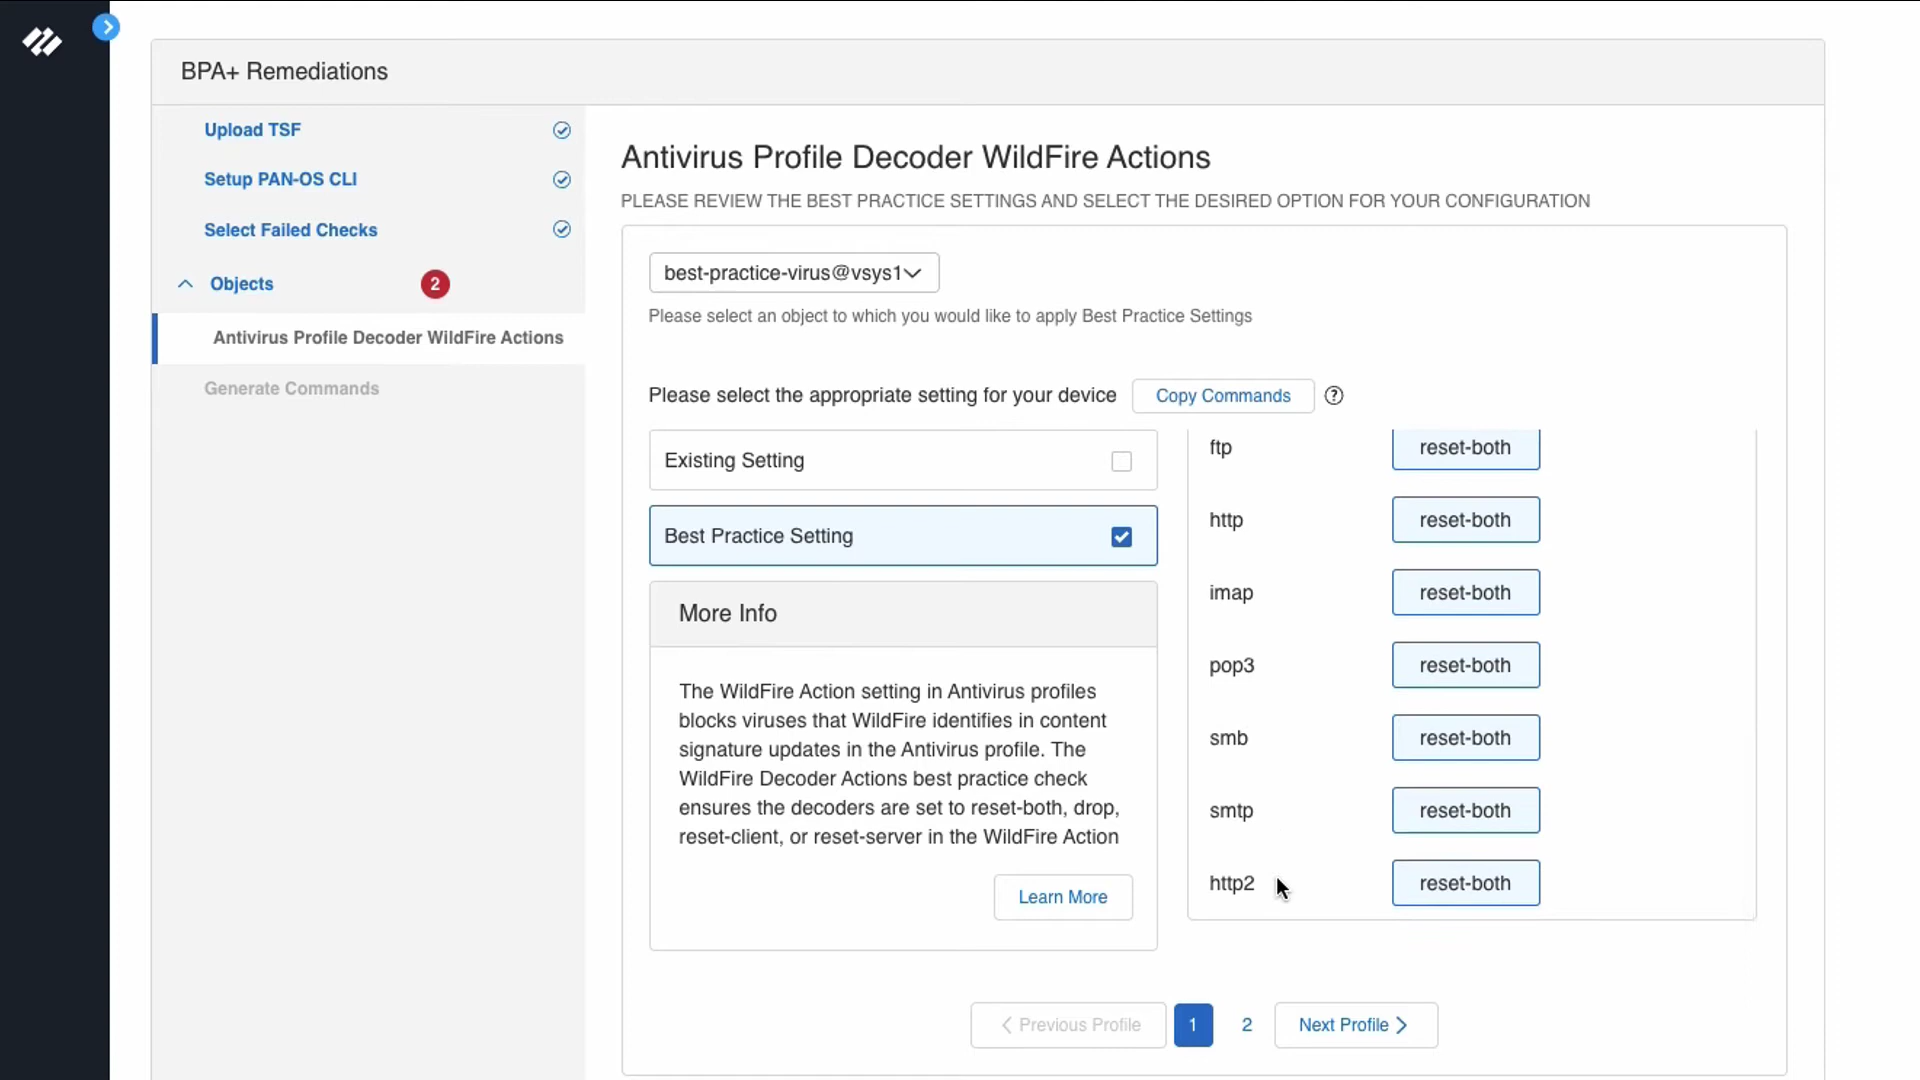 BPA+ Remediations
Upload TSF
Setup PAN-OS CLI
Select Failed Checks
Objects
2
Antivirus Profile Decoder WildFire Actions
Generate Commands
Antivirus Profile Decoder WildFire Actions
PLEASE REVIEW THE BEST PRACTICE SETTINGS AND SELECT THE DESIRED OPTION FOR YOUR CONFIGURATION
best-practice-virus@vsys1
Please select an object to which you would like to apply Best Practice Settings
Please select the appropriate setting for your device
Copy Commands
?
Existing Setting
Best Practice Setting
More Info
The WildFire Action setting in Antivirus profiles
blocks viruses that WildFire identifies in content
signature updates in the Antivirus profile. The
WildFire Decoder Actions best practice check
ensures the decoders are set to reset-both, drop,
reset-client, or reset-server in the WildFire Action
Learn More
ftp reset-both
http reset-both
imap reset-both
pop3 reset-both
smb reset-both
smtp reset-both
http2 reset-both
Previous Profile
1
2
Next Profile